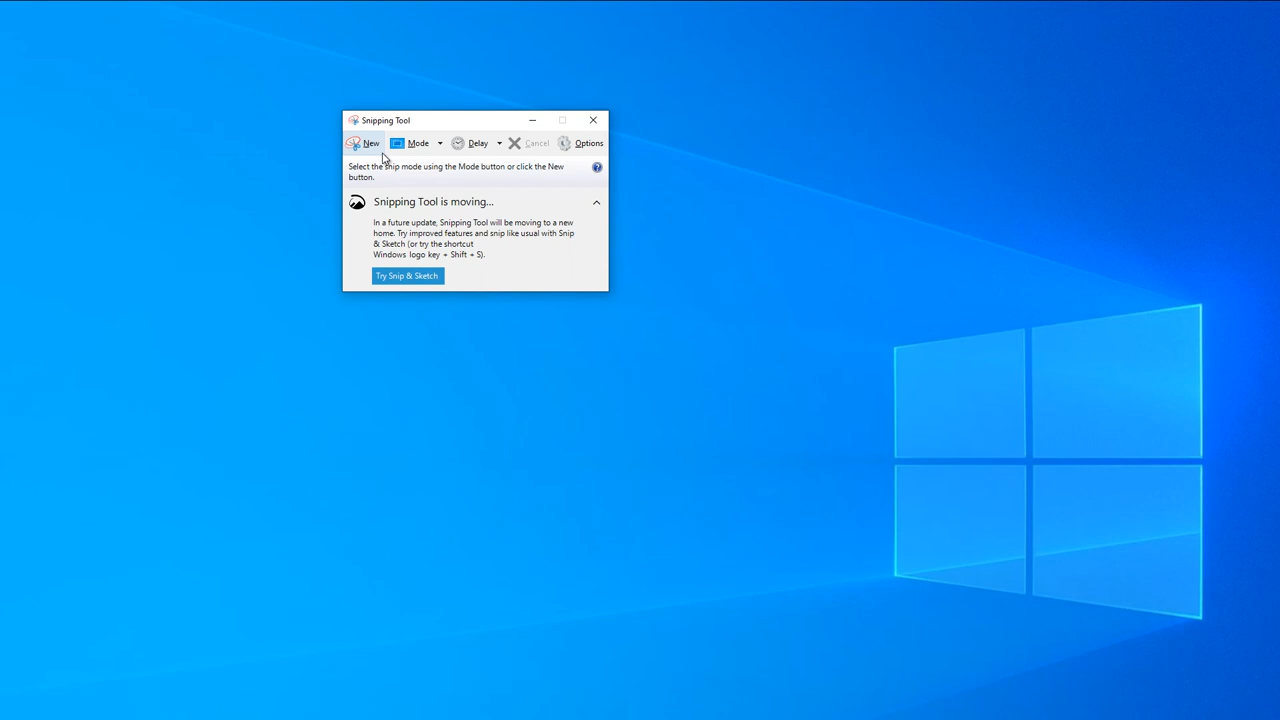 Snipping Tool
New Mode Delay Cancel Options
Select the snip mode using the Mode button or click the New
button.
Snipping Tool is moving...
In a future update, Snipping Tool will be moving to a new
home. Try improved features and snip like usual with Snip
& Sketch (or try the shortcut
Windows logo key + Shift + S).
Try Snip & Sketch